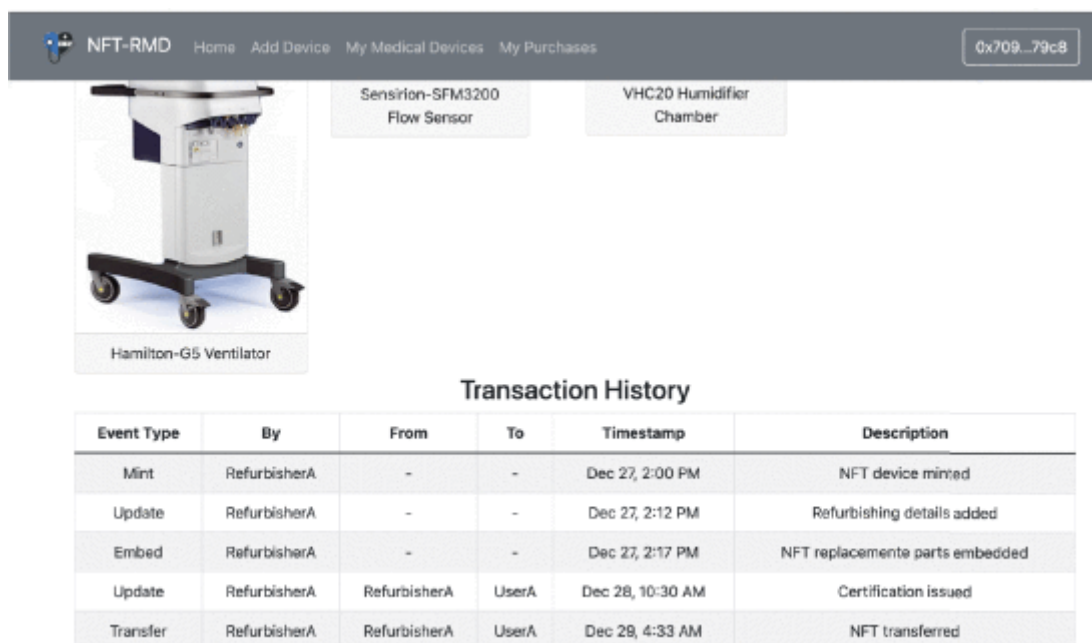 NFT-RMD Home Add Device My Medical Devices My Purchases 0x709...79c8
Sensirion-SFM3200
Flow Sensor
VHC20 Humidifier
Chamber
Hamilton-G5 Ventilator
Transaction History
Event Type By From To Timestamp Description
Mint RefurbisherA - - Dec 27, 2:00 PM NFT device minted
Update RefurbisherA - - Dec 27, 2:12 PM Refurbishing details added
Embed RefurbisherA - - Dec 27, 2:17 PM NFT replacemente parts embedded
Update RefurbisherA RefurbisherA UserA Dec 28, 10:30 AM Certification issued
Transfer RefurbisherA RefurbisherA UserA Dec 29, 4:33 AM NFT transferred